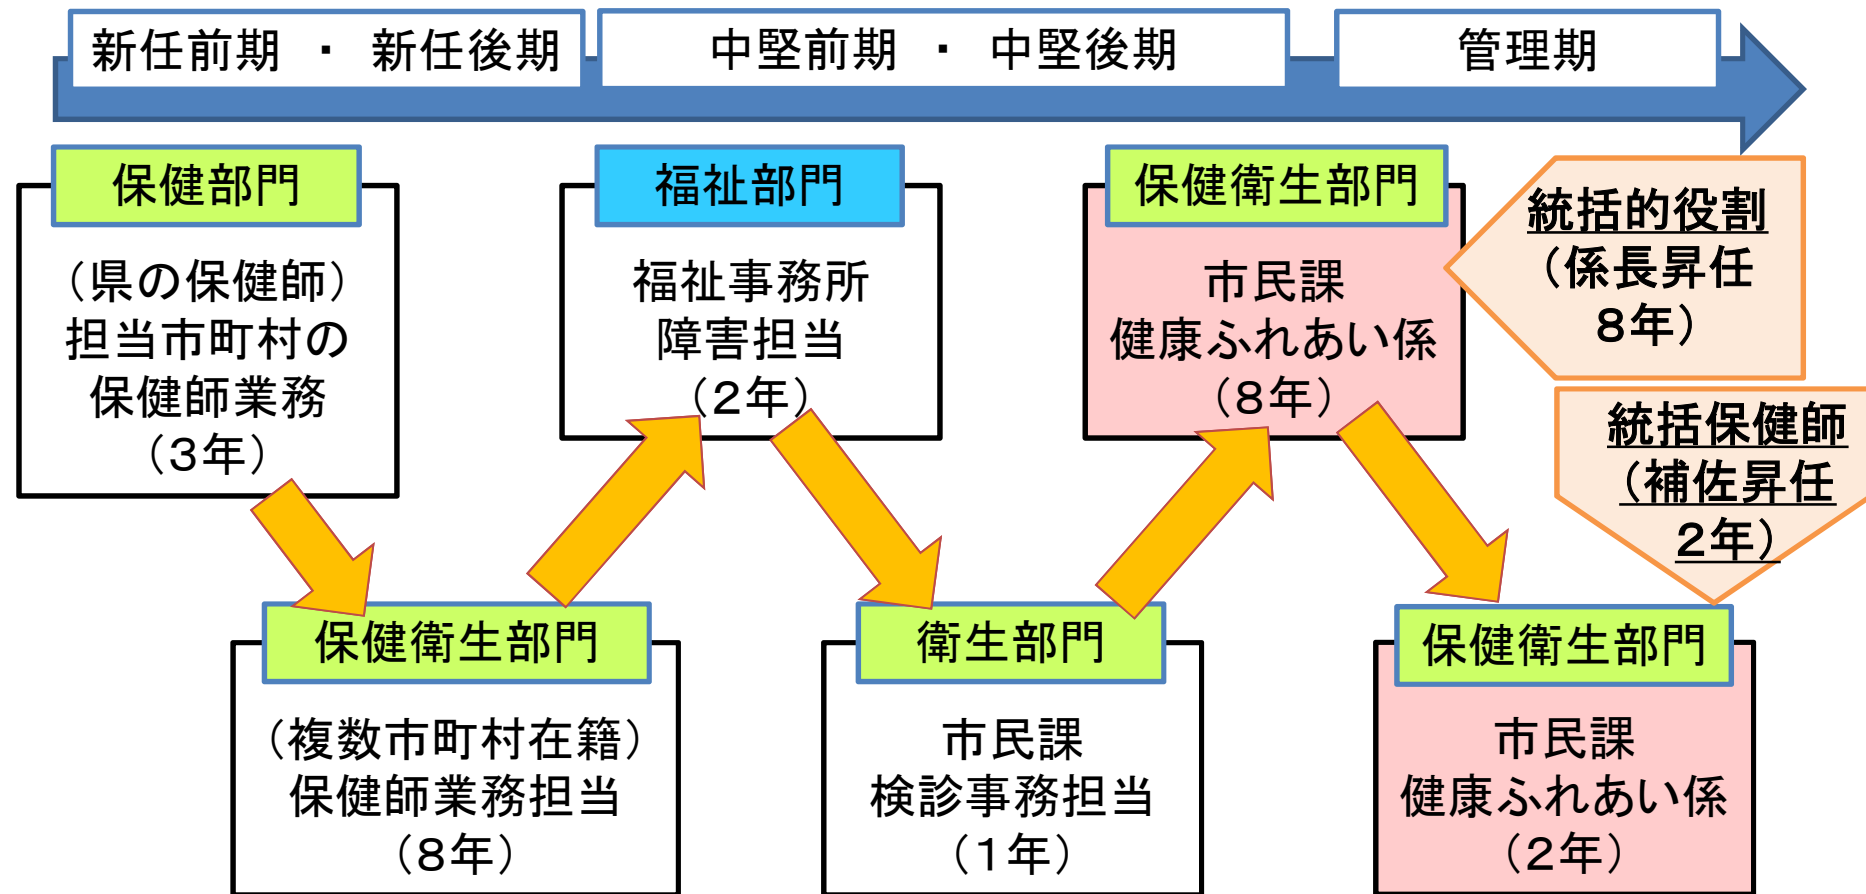 新任前期 ・ 新任後期
中堅前期 ・ 中堅後期
管理期
保健部門
（県の保健師）
担当市町村の
保健師業務
（３年）
保健衛生部門
（複数市町村在籍）
保健師業務担当
（８年）
福祉部門
福祉事務所
障害担当
（２年）
衛生部門
市民課
検診事務担当
（１年）
保健衛生部門
市民課
健康ふれあい係
（８年）
統括的役割
（係長昇任
８年）
統括保健師
（補佐昇任
２年）
保健衛生部門
市民課
健康ふれあい係
（２年）